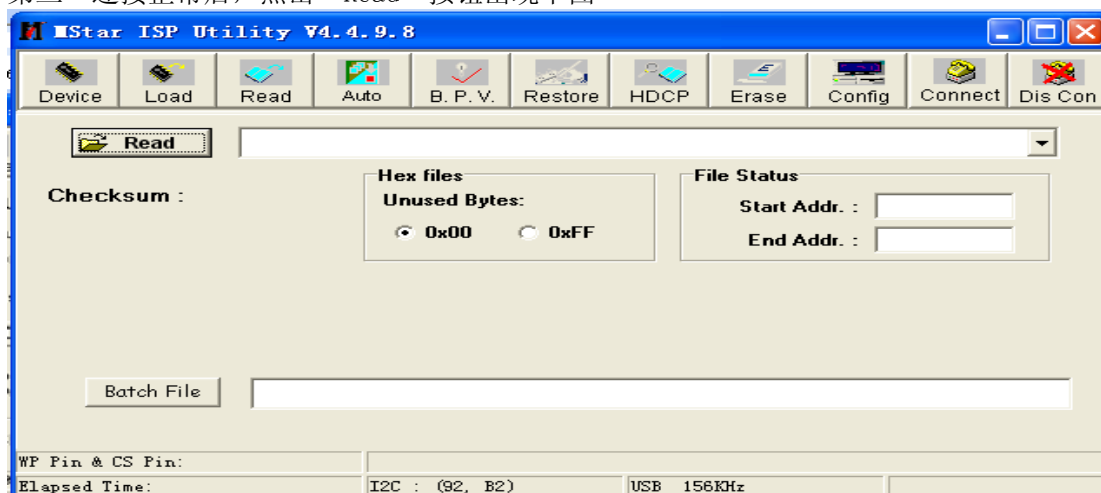 MStar ISP Utility V4.4.9.8
Device Load Read Auto B.P.V. Restore HDCP Erase Config Connect Dis Con
Read
Checksum :
Hex files
Unused Bytes:
0x00 0xFF
File Status
Start Addr. :
End Addr. :
Batch File
WP Pin & CS Pin:
Elapsed Time: I2C : (92, B2) USB 156KHz